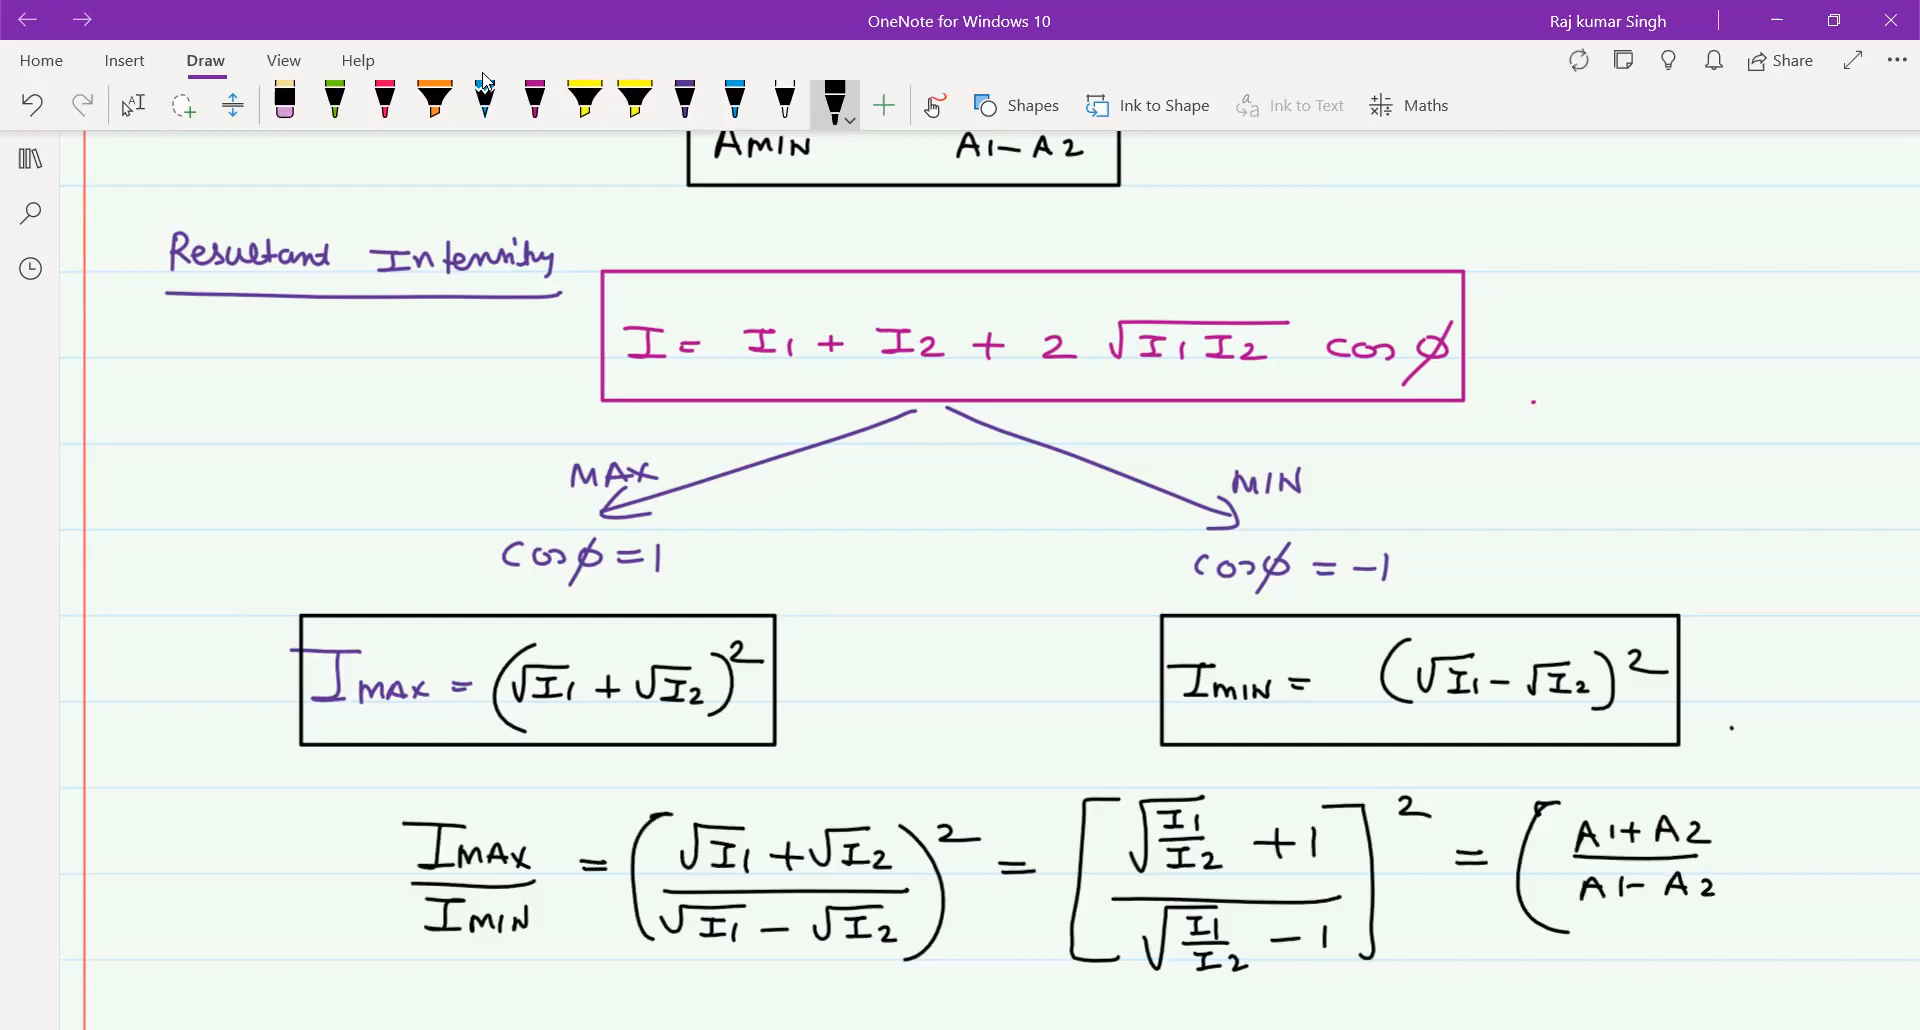 OneNote for Windows 10
Raj kumar Singh
Home Insert Draw View Help
Share
Shapes Ink to Shape Ink to Text Maths
AMIN A1-A2
Resultant Intensity
I = I1 + I2 + 2 √I1 I2 cos ϕ
MAX MIN
cosϕ = 1 cosϕ = -1
IMAX = (√I1 + √I2)² IMIN = (√I1 - √I2)²
IMAX/IMIN = (√I1 + √I2 / √I1 - √I2)² = [√I1/I2 + 1 / √I1/I2 - 1]² = (A1+A2 / A1-A2